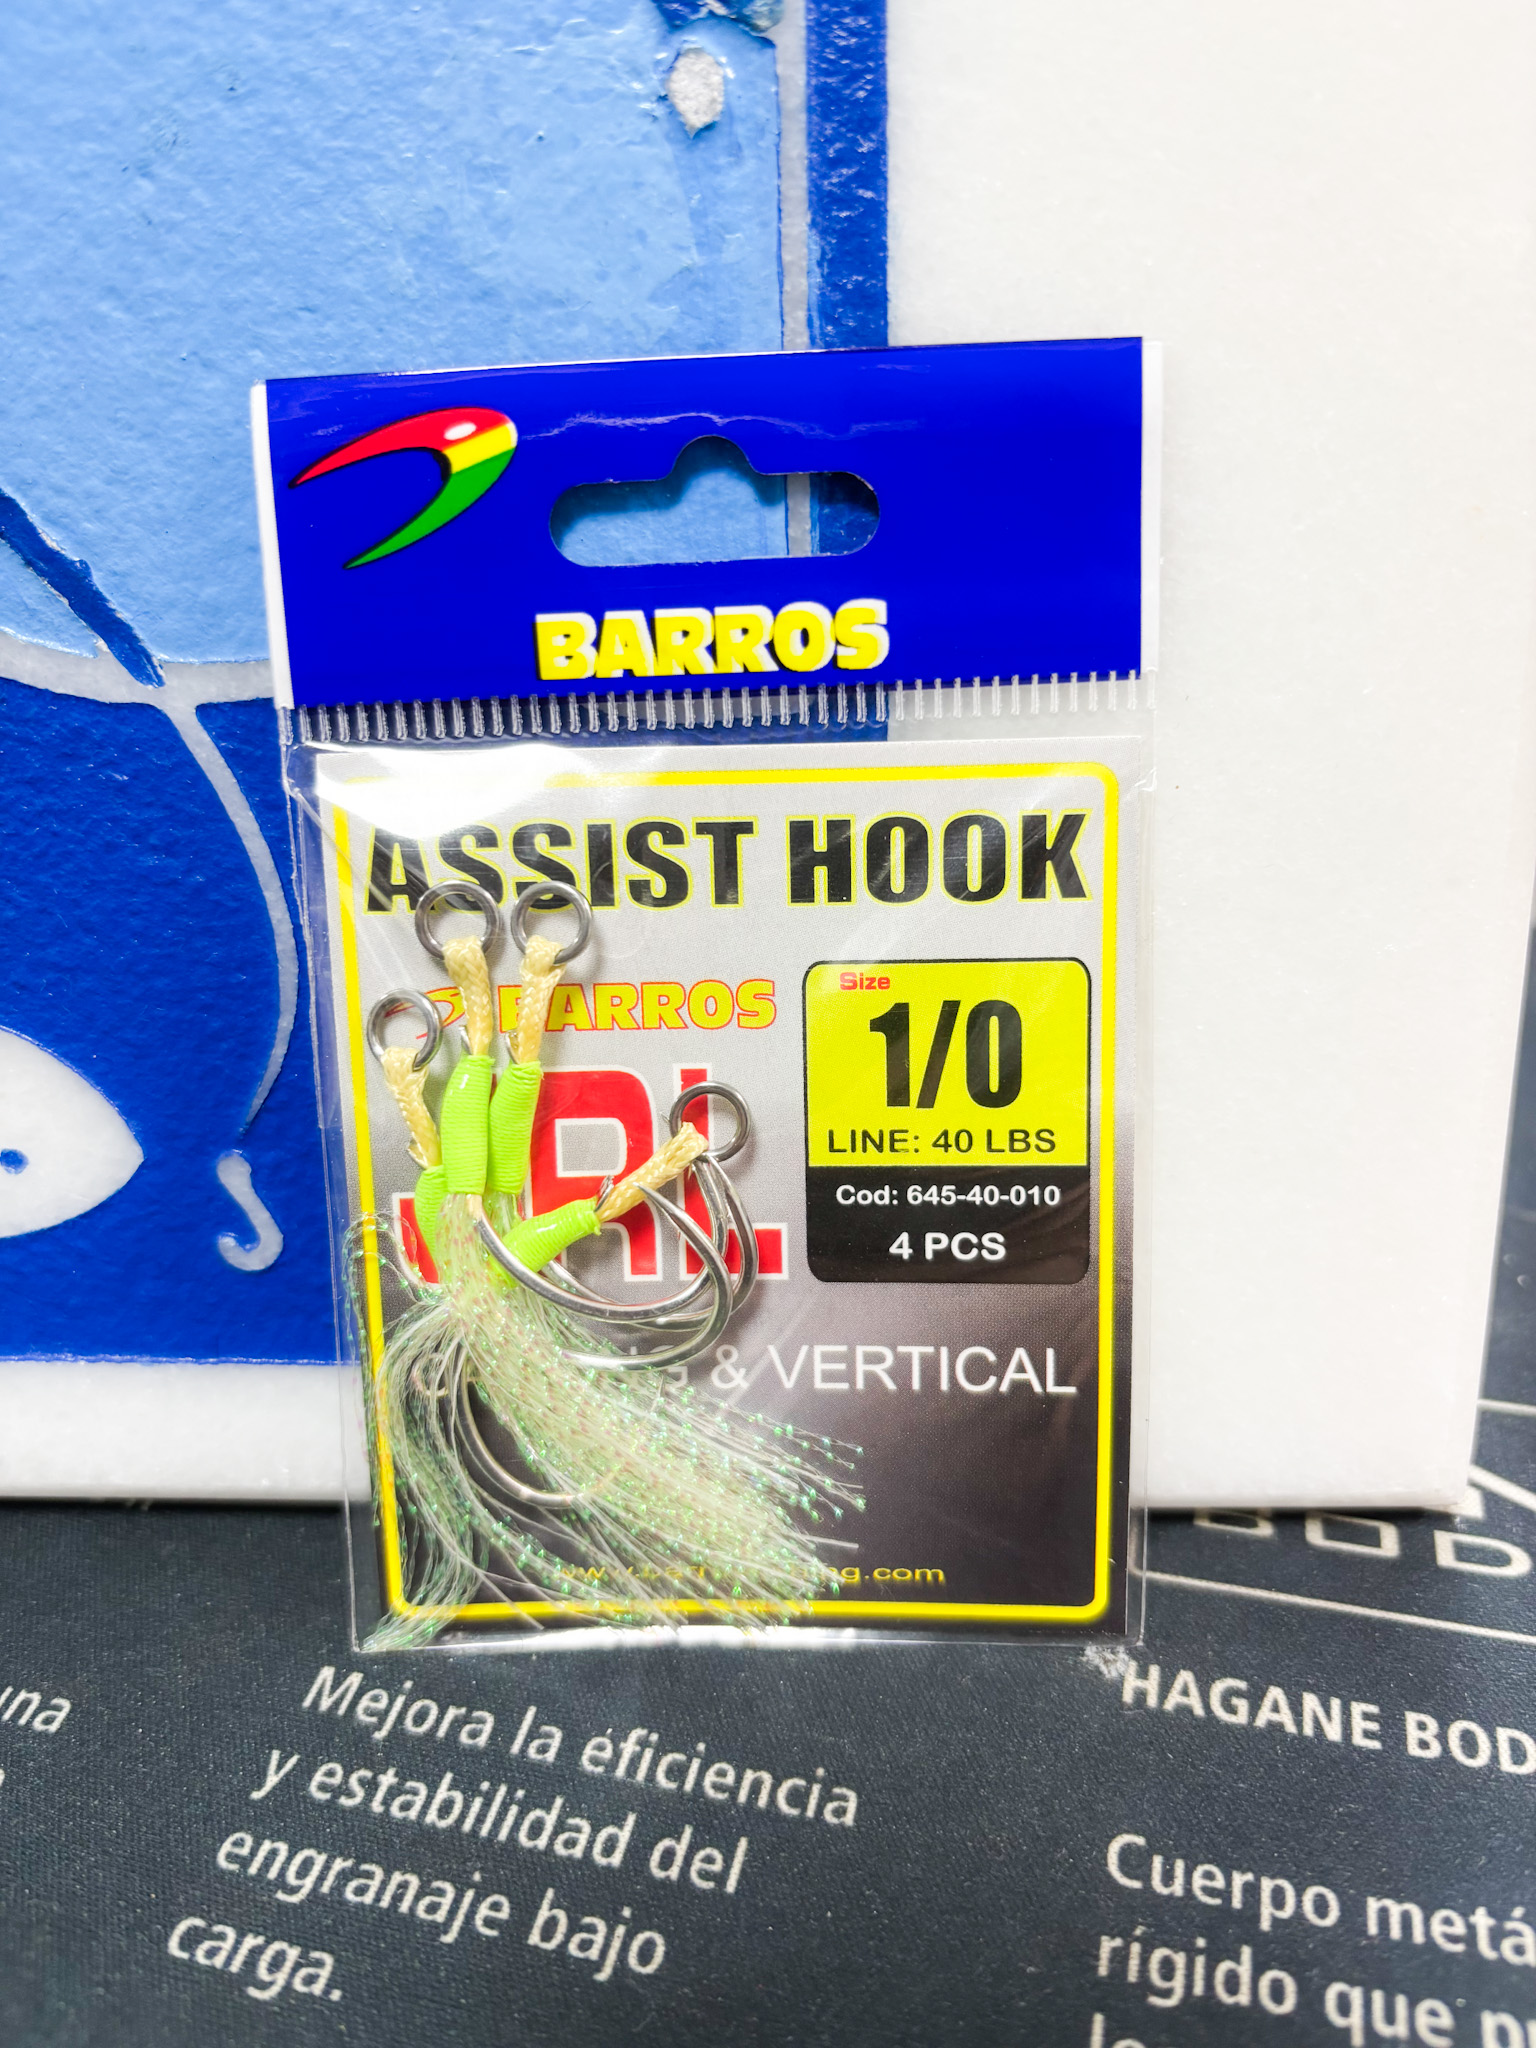 BARROS
ASSIST HOOK
BARROS
JRL
& VERTICAL
Size
1/0
LINE: 40 LBS
Cod: 645-40-010
4 PCS
Mejora la eficiencia
y estabilidad del
engranaje bajo
carga.
HAGANE BOD
Cuerpo metá
rígido que